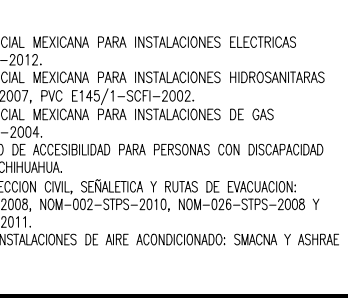 CIAL MEXICANA PARA INSTALACIONES ELECTRICAS
-2012.
CIAL MEXICANA PARA INSTALACIONES HIDROSANITARAS
2007, PVC E145/1-SCFI-2002.
CIAL MEXICANA PARA INSTALACIONES DE GAS
-2004.
O DE ACCESIBILIDAD PARA PERSONAS CON DISCAPACIDAD
CHIHUAHUA.
ECCION CIVIL, SEÑALETICA Y RUTAS DE EVACUACION:
2008, NOM-002-STPS-2010, NOM-026-STPS-2008 Y
2011.
NSTALACIONES DE AIRE ACONDICIONADO: SMACNA Y ASHRAE